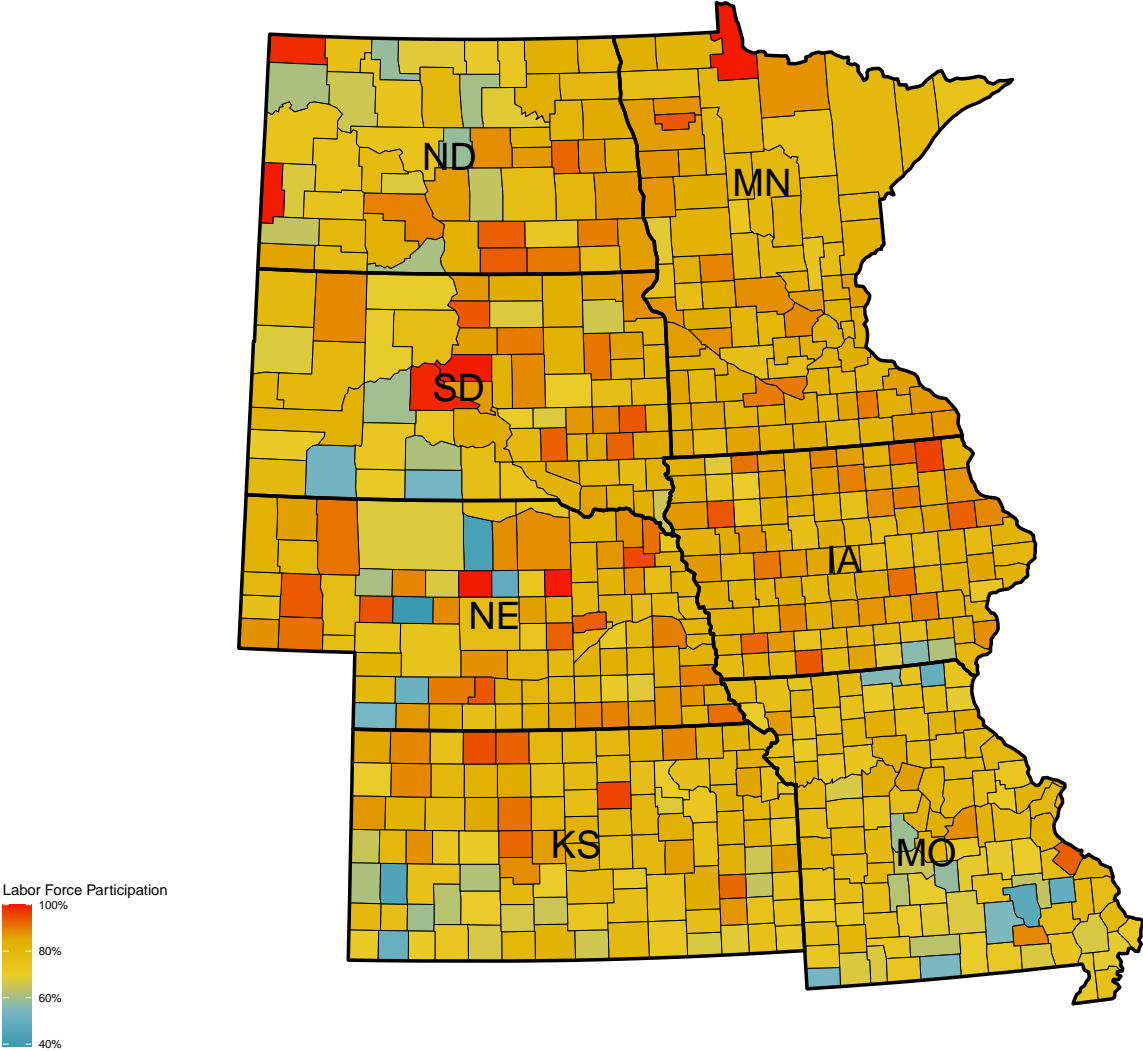 ND
MN
SD
IA
NE
KS
MO
Labor Force Participation
100%
80%
60%
40%